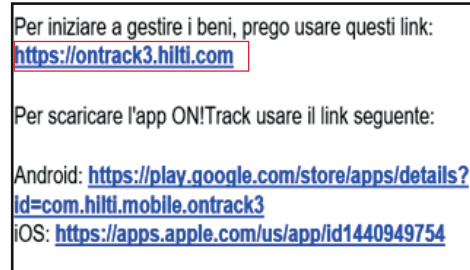 Per iniziare a gestire i beni, prego usare questi link:
https://ontrack3.hilti.com
Per scaricare l'app ON!Track usare il link seguente:
Android: https://play.google.com/store/apps/details?
id=com.hilti.mobile.ontrack3
iOS: https://apps.apple.com/us/app/id1440949754